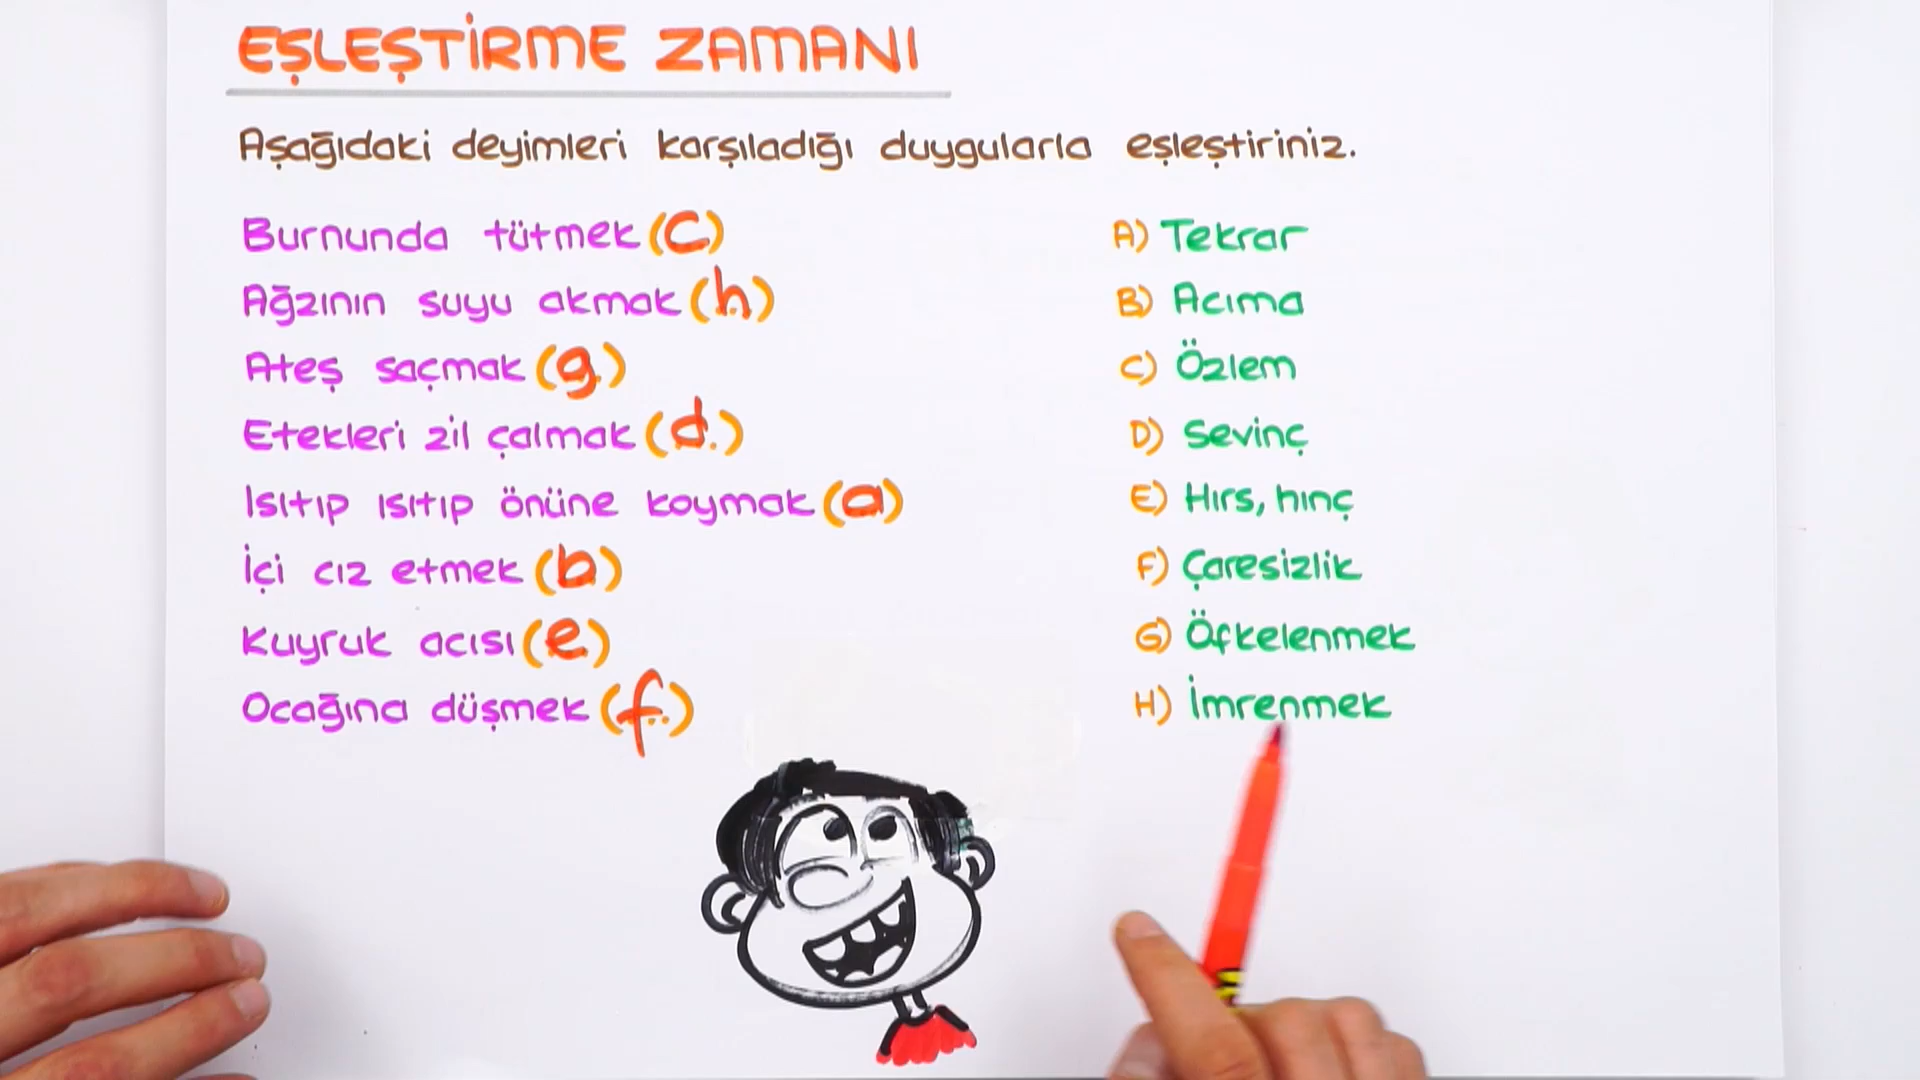 EŞLEŞTİRME ZAMANI
Aşağıdaki deyimleri karşıladığı duygularla eşleştiriniz.
Burnunda tütmek (c)
Ağzının suyu akmak (h)
Ateş saçmak (g)
Etekleri zil çalmak (d)
Isıtıp ısıtıp önüne koymak (a)
İçi cız etmek (b)
Kuyruk acısı (e)
Ocağına düşmek (f)
A) Tekrar
B) Acıma
C) Özlem
D) Sevinç
E) Hırs, hınç
F) Çaresizlik
G) Öfkelenmek
H) İmrenmek